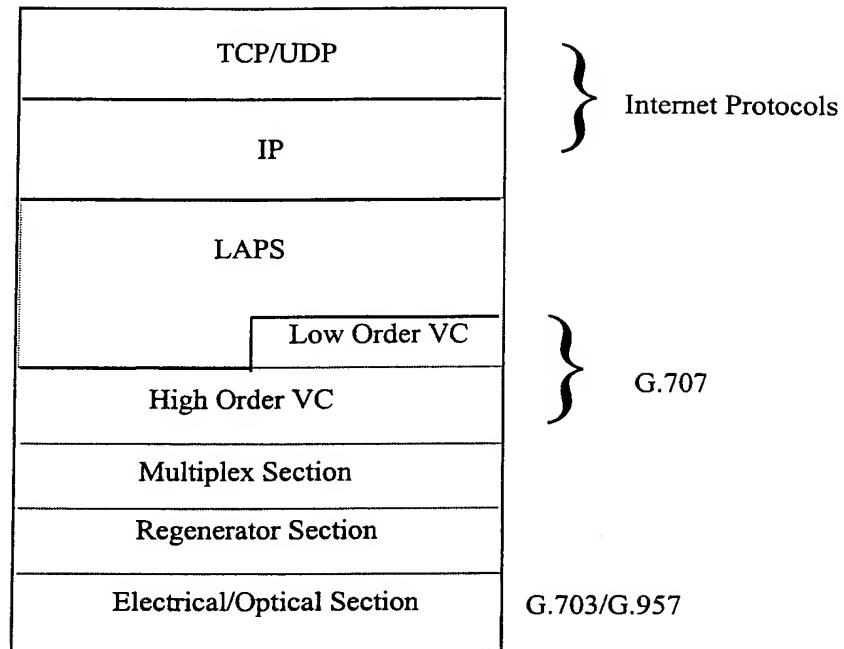 TCP/UDP
Internet Protocols
IP
LAPS
Low Order VC
G.707
High Order VC
Multiplex Section
Regenerator Section
Electrical/Optical Section
G.703/G.957